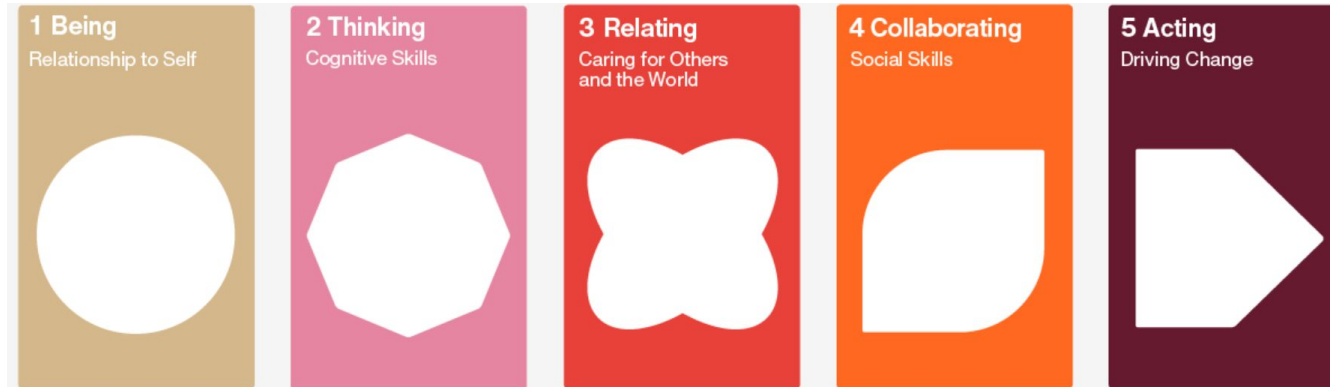 1 Being
Relationship to Self
2 Thinking
Cognitive Skills
3 Relating
Caring for Others
and the World
4 Collaborating
Social Skills
5 Acting
Driving Change